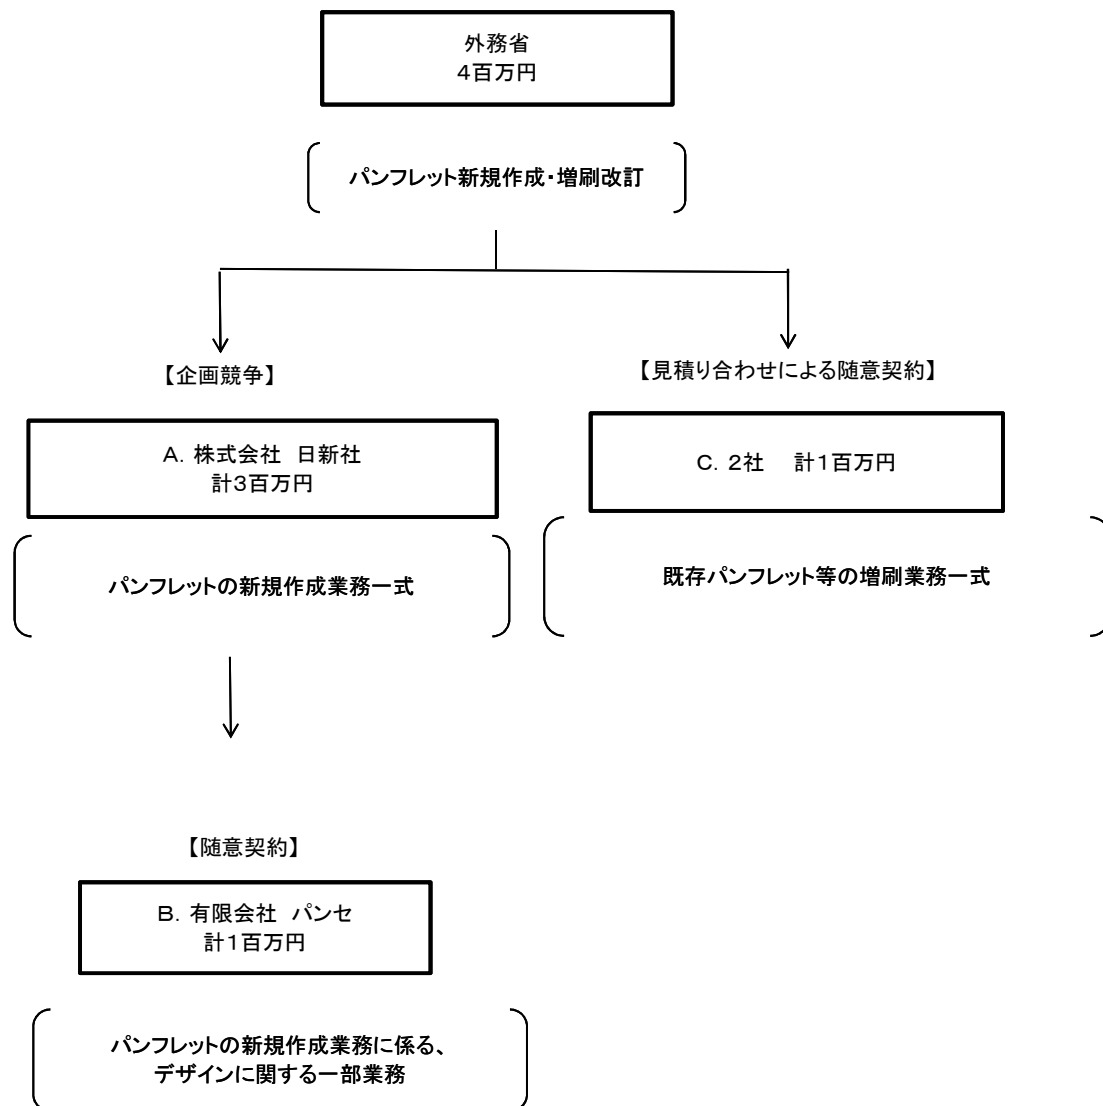 外務省
4百万円
パンフレット新規作成・増刷改訂
【企画競争】
【見積り合わせによる随意契約】
A. 株式会社　日新社
計3百万円
C. 2社　計1百万円
パンフレットの新規作成業務一式
既存パンフレット等の増刷業務一式
【随意契約】
B. 有限会社　パンセ
計1百万円
パンフレットの新規作成業務に係る、
デザインに関する一部業務